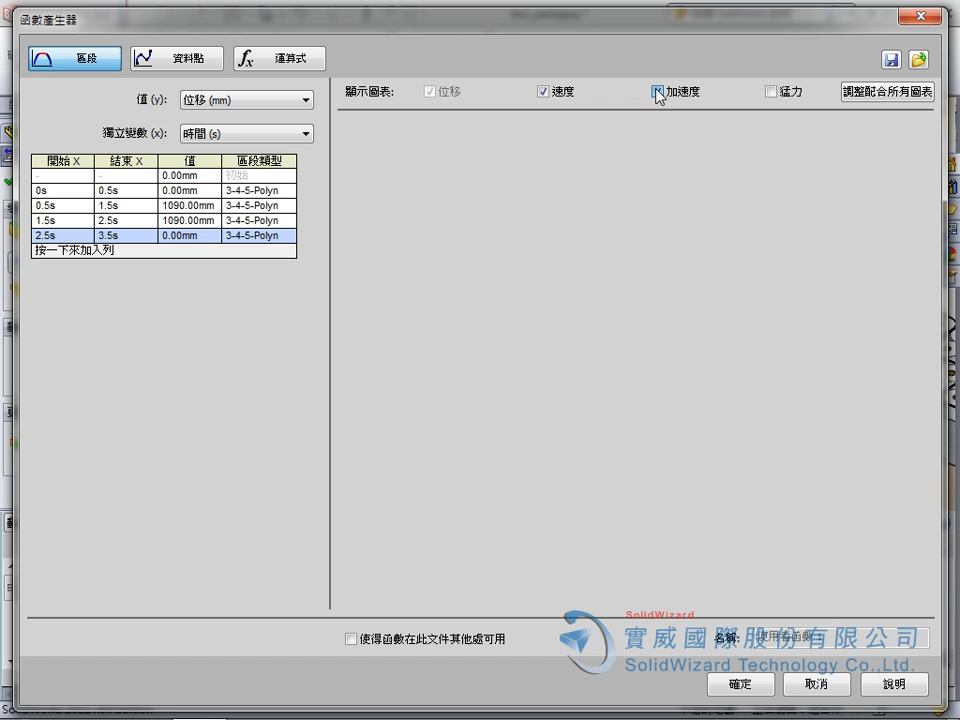 函數產生器
區段
資料點
fx 運算式
值 (y): 位移 (mm)
獨立變數 (x): 時間 (s)
顯示圖表: 位移 速度 加速度 猛力 調整配合所有圖表
開始 X 結束 X 值 區段類型
- - 0.00mm 初始
0s 0.5s 0.00mm 3-4-5-Polyn
0.5s 1.5s 1090.00mm 3-4-5-Polyn
1.5s 2.5s 1090.00mm 3-4-5-Polyn
2.5s 3.5s 0.00mm 3-4-5-Polyn
按一下來加入列
使得函數在此文件其他處可用
名稱:
SolidWizard
實威國際股份有限公司
SolidWizard Technology Co.,Ltd.
確定 取消 說明